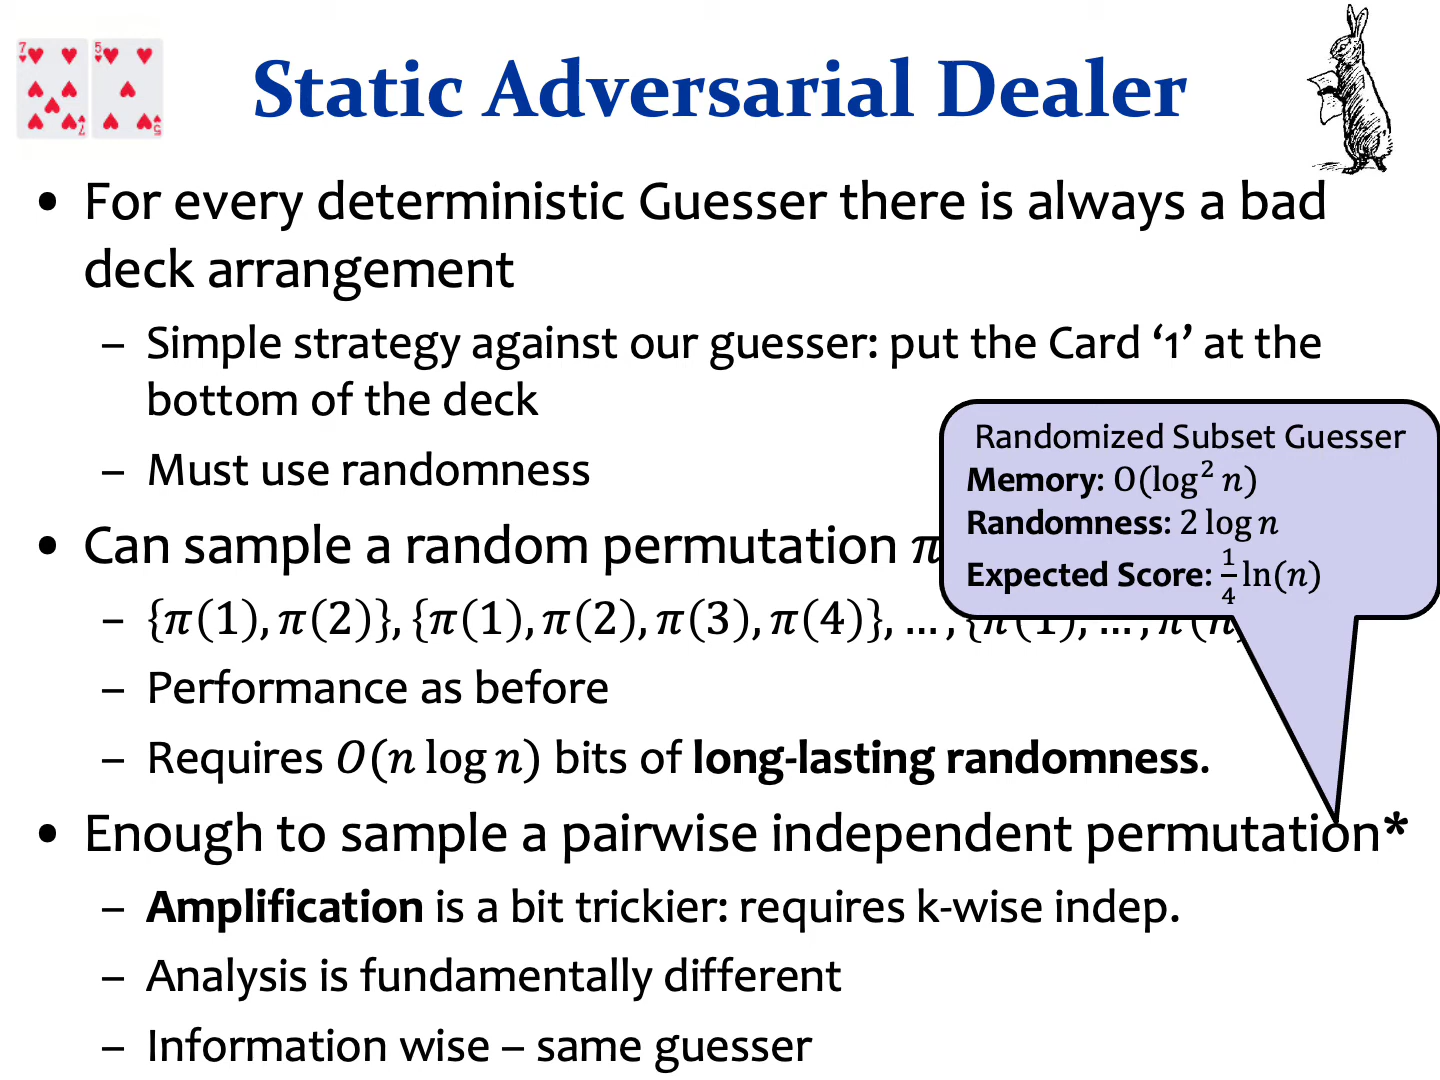 7 5
Static Adversarial Dealer
• For every deterministic Guesser there is always a bad
deck arrangement
– Simple strategy against our guesser: put the Card ‘1’ at the
bottom of the deck
– Must use randomness
• Can sample a random permutation π
– {π(1), π(2)}, {π(1), π(2), π(3), π(4)}, … , {π(1), … , π(n
– Performance as before
– Requires O(n log n) bits of long-lasting randomness.
• Enough to sample a pairwise independent permutation*
– Amplification is a bit trickier: requires k-wise indep.
– Analysis is fundamentally different
– Information wise – same guesser
Randomized Subset Guesser
Memory: O(log² n)
Randomness: 2 log n
Expected Score: 1/4 ln(n)